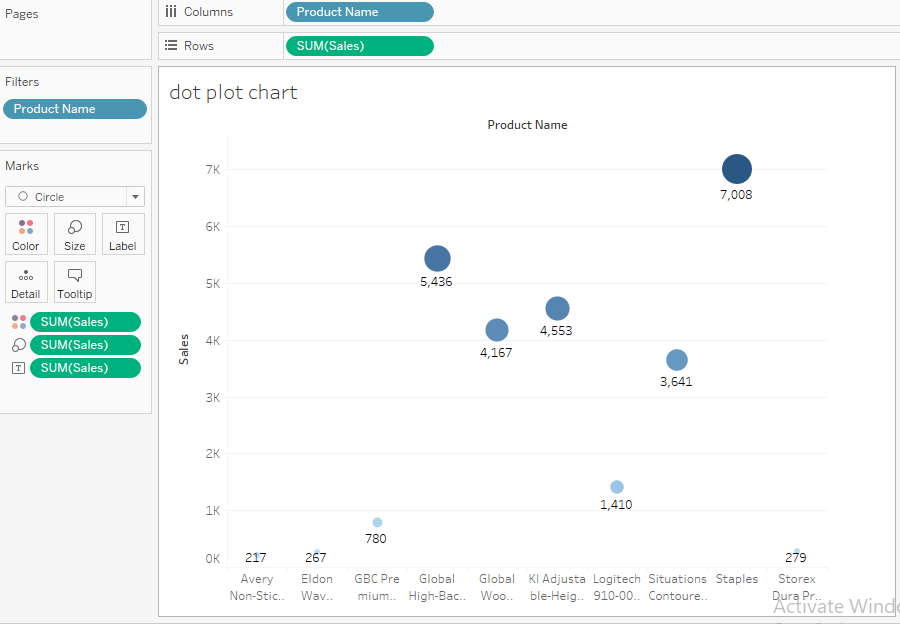 Pages
Columns
Product Name
Rows
SUM(Sales)
Filters
Product Name
Marks
Circle
Color
Size
Label
Detail
Tooltip
SUM(Sales)
SUM(Sales)
SUM(Sales)
dot plot chart
Product Name
Sales
7K
6K
5K
4K
3K
2K
1K
0K
217
267
780
5,436
4,167
4,553
1,410
3,641
7,008
279
Avery
Non-Stic..
Eldon
Wav..
GBC Pre
mium..
Global
High-Bac..
Global
Woo..
KI Adjusta
ble-Heig..
Logitech
910-00..
Situations
Contoure..
Staples
Storex
Dura Pr..
Activate Windo